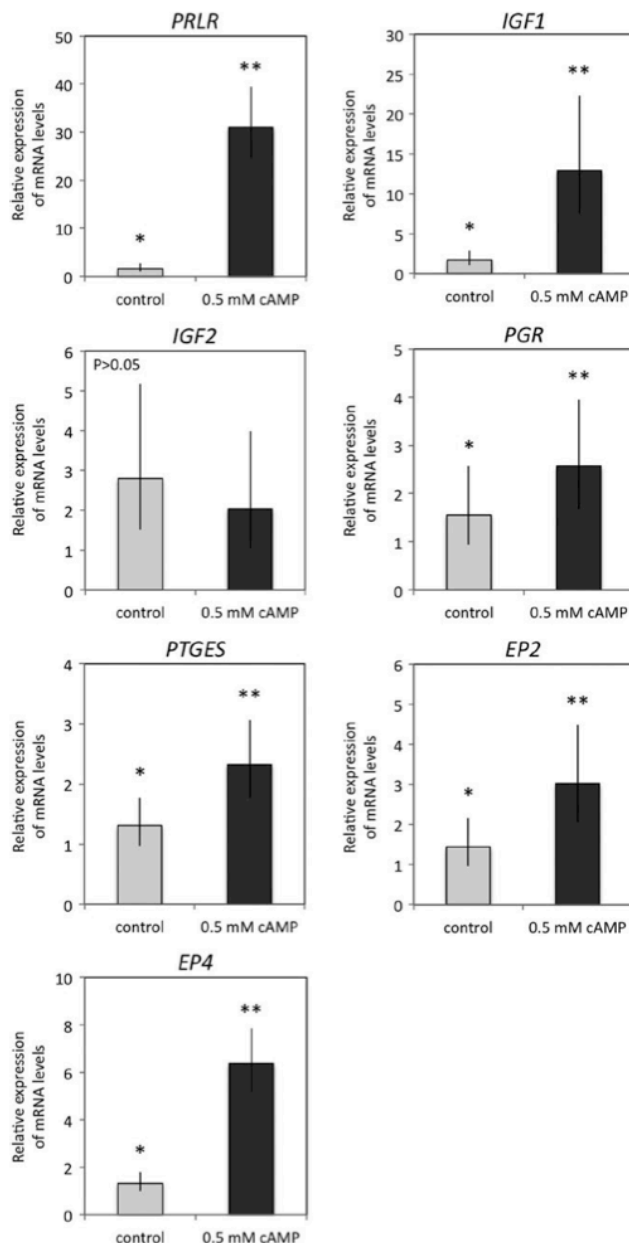 PRLR
Relative expression
of mRNA levels
50
40
30
20
10
0
*
**
control
0.5 mM cAMP
IGF1
Relative expression
of mRNA levels
30
25
20
15
10
5
0
*
**
control
0.5 mM cAMP
IGF2
Relative expression
of mRNA levels
6
5
4
3
2
1
0
P>0.05
control
0.5 mM cAMP
PGR
Relative expression
of mRNA levels
5
4
3
2
1
0
*
**
control
0.5 mM cAMP
PTGES
Relative expression
of mRNA levels
4
3
2
1
0
*
**
control
0.5 mM cAMP
EP2
Relative expression
of mRNA levels
6
5
4
3
2
1
0
*
**
control
0.5 mM cAMP
EP4
Relative expression
of mRNA levels
10
8
6
4
2
0
*
**
control
0.5 mM cAMP